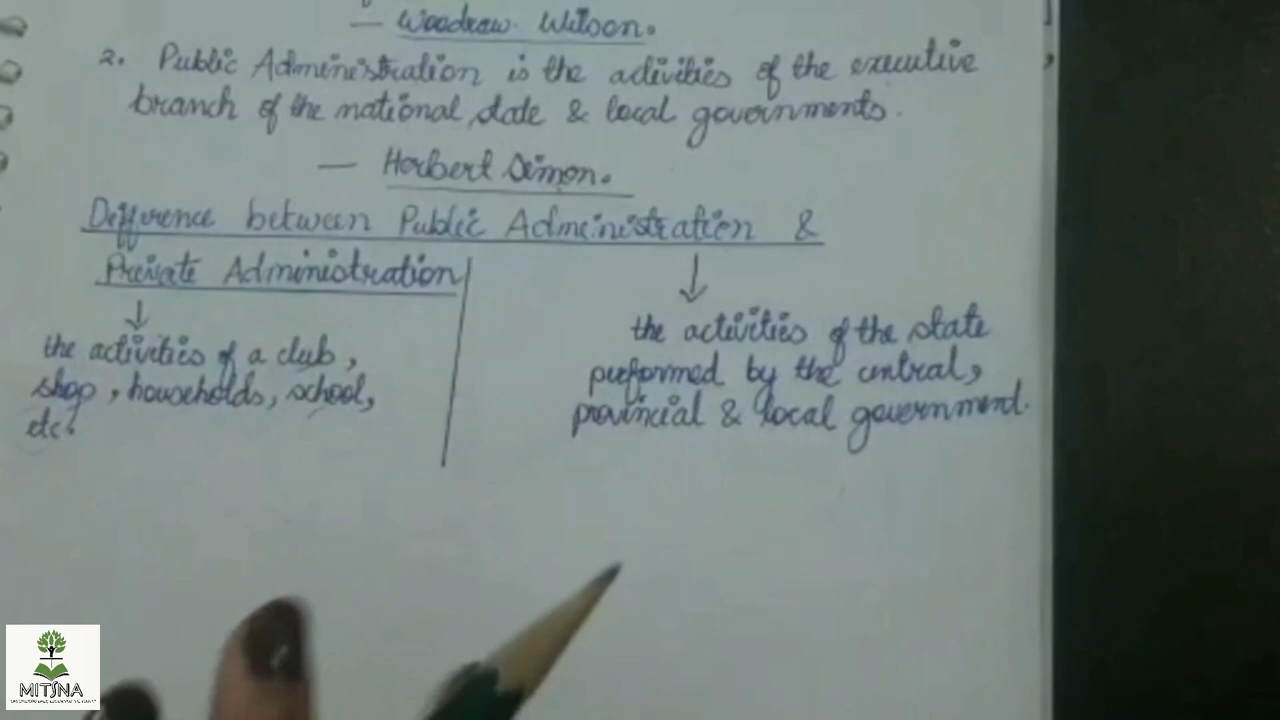 — Woodraw Wilson.
2. Public Administration is the activities of the executive
branch of the national state & local governments.
— Herbert Simon.
Difference between Public Administration &
Private Administration
the activities of a club,
shop, households, school,
etc.
the activities of the state
performed by the central,
provincial & local government.
MITSNA